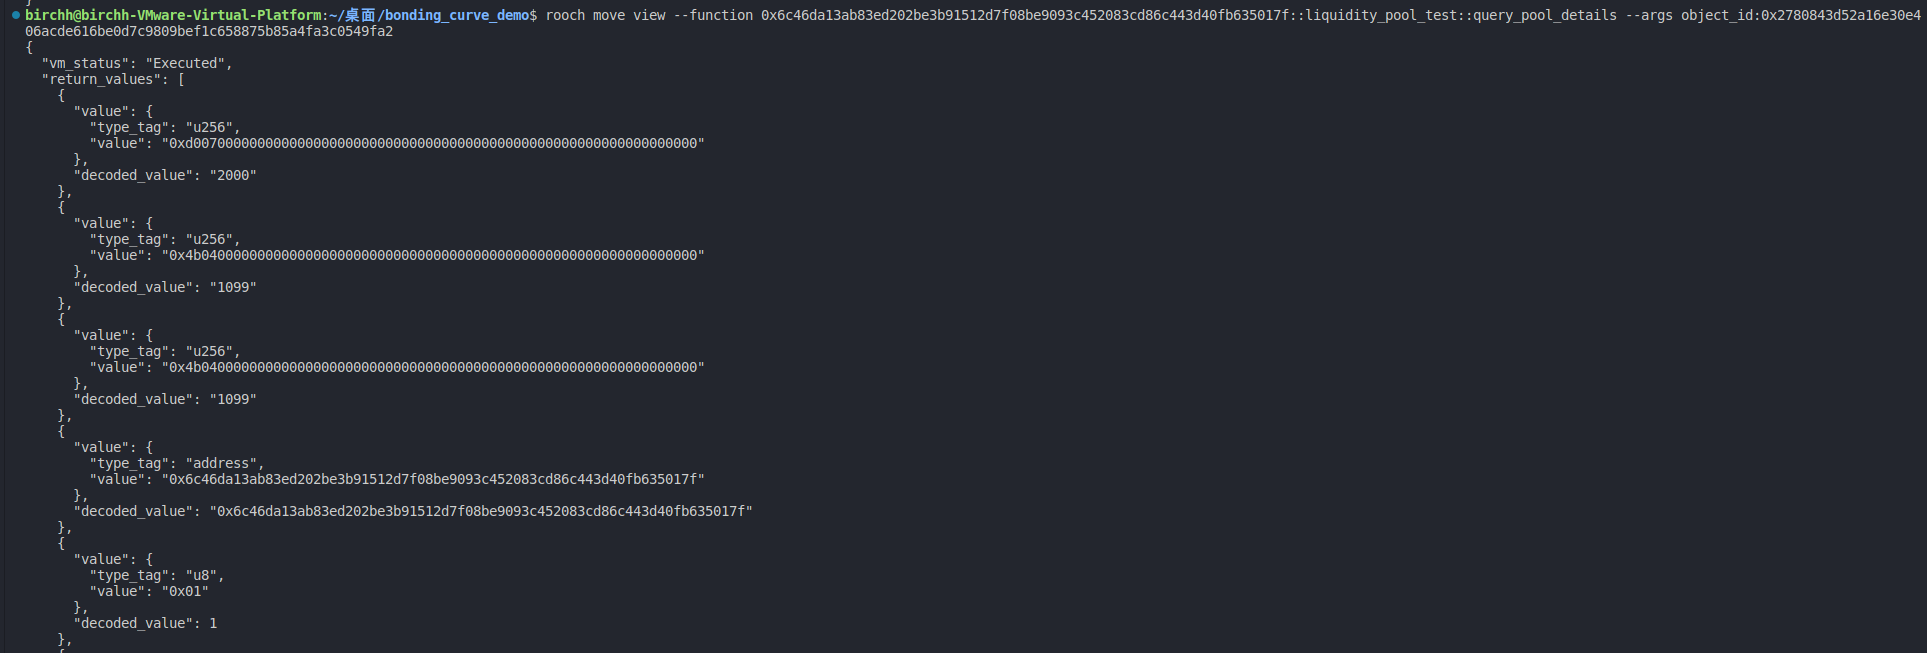 }
birchh@birchh-VMware-Virtual-Platform:~/桌面/bonding_curve_demo$ rooch move view --function 0x6c46da13ab83ed202be3b91512d7f08be9093c452083cd86c443d40fb635017f::liquidity_pool_test::query_pool_details --args object_id:0x2780843d52a16e30e4
06acde616be0d7c9809bef1c658875b85a4fa3c0549fa2
{
  "vm_status": "Executed",
  "return_values": [
    {
      "value": {
        "type_tag": "u256",
        "value": "0xd007000000000000000000000000000000000000000000000000000000000000"
      },
      "decoded_value": "2000"
    },
    {
      "value": {
        "type_tag": "u256",
        "value": "0x4b04000000000000000000000000000000000000000000000000000000000000"
      },
      "decoded_value": "1099"
    },
    {
      "value": {
        "type_tag": "u256",
        "value": "0x4b04000000000000000000000000000000000000000000000000000000000000"
      },
      "decoded_value": "1099"
    },
    {
      "value": {
        "type_tag": "address",
        "value": "0x6c46da13ab83ed202be3b91512d7f08be9093c452083cd86c443d40fb635017f"
      },
      "decoded_value": "0x6c46da13ab83ed202be3b91512d7f08be9093c452083cd86c443d40fb635017f"
    },
    {
      "value": {
        "type_tag": "u8",
        "value": "0x01"
      },
      "decoded_value": 1
    },
    {